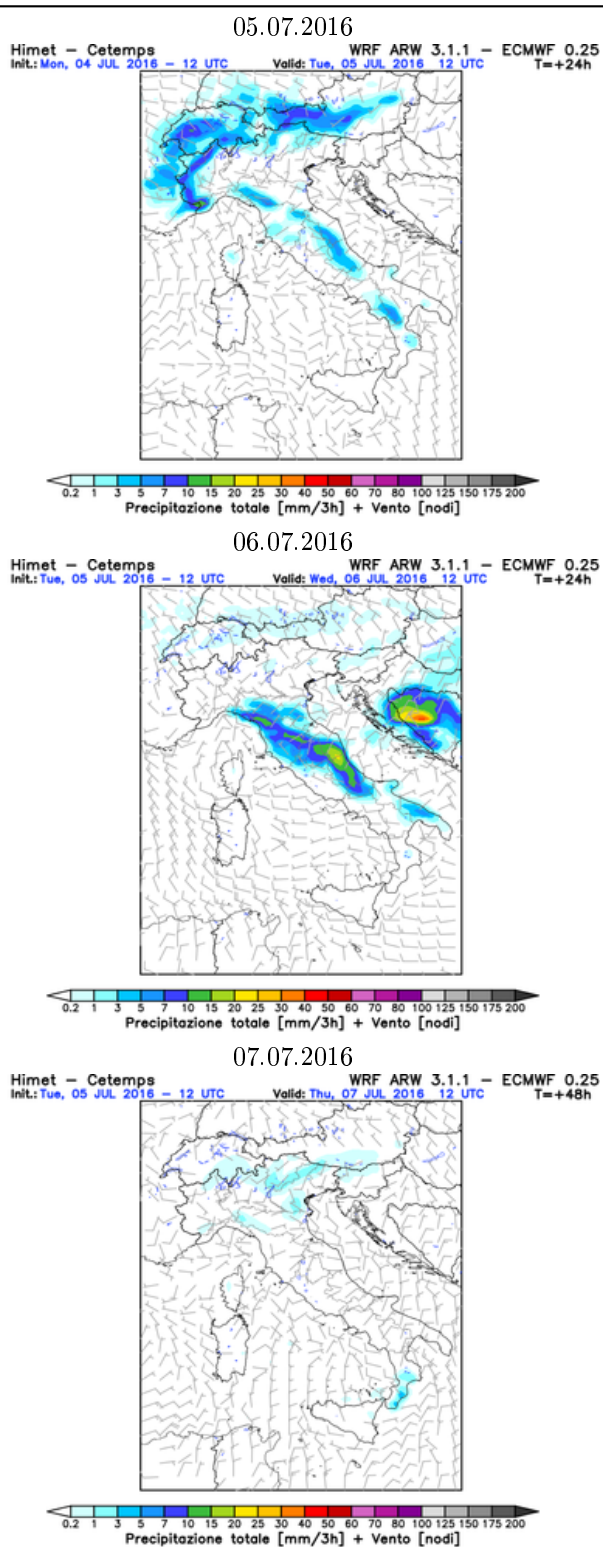 05.07.2016
Himet – Cetemps WRF ARW 3.1.1 – ECMWF 0.25
Init.: Mon, 04 JUL 2016 – 12 UTC Valid: Tue, 05 JUL 2016 12 UTC T=+24h
0.2 1 3 5 7 10 15 20 25 30 40 50 60 70 80 100 125 150 175 200
Precipitazione totale [mm/3h] + Vento [nodi]
06.07.2016
Himet – Cetemps WRF ARW 3.1.1 – ECMWF 0.25
Init.: Tue, 05 JUL 2016 – 12 UTC Valid: Wed, 06 JUL 2016 12 UTC T=+24h
0.2 1 3 5 7 10 15 20 25 30 40 50 60 70 80 100 125 150 175 200
Precipitazione totale [mm/3h] + Vento [nodi]
07.07.2016
Himet – Cetemps WRF ARW 3.1.1 – ECMWF 0.25
Init.: Tue, 05 JUL 2016 – 12 UTC Valid: Thu, 07 JUL 2016 12 UTC T=+48h
0.2 1 3 5 7 10 15 20 25 30 40 50 60 70 80 100 125 150 175 200
Precipitazione totale [mm/3h] + Vento [nodi]